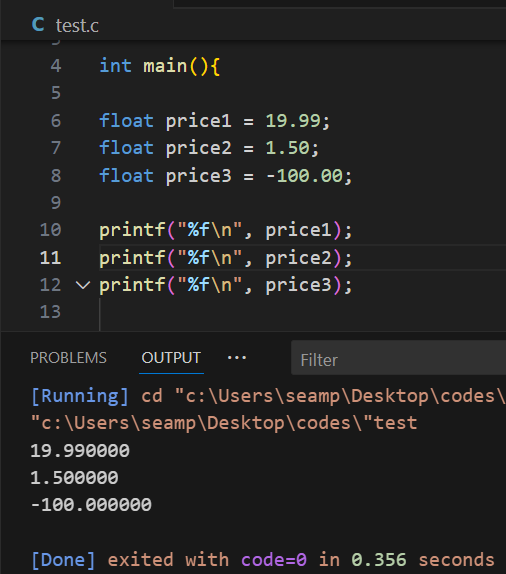 C test.c
4 int main(){
5
6 float price1 = 19.99;
7 float price2 = 1.50;
8 float price3 = -100.00;
9
10 printf("%f\n", price1);
11 printf("%f\n", price2);
12 printf("%f\n", price3);
13
PROBLEMS OUTPUT ... Filter
[Running] cd "c:\Users\seamp\Desktop\codes\
"c:\Users\seamp\Desktop\codes\"test
19.990000
1.500000
-100.000000
[Done] exited with code=0 in 0.356 seconds